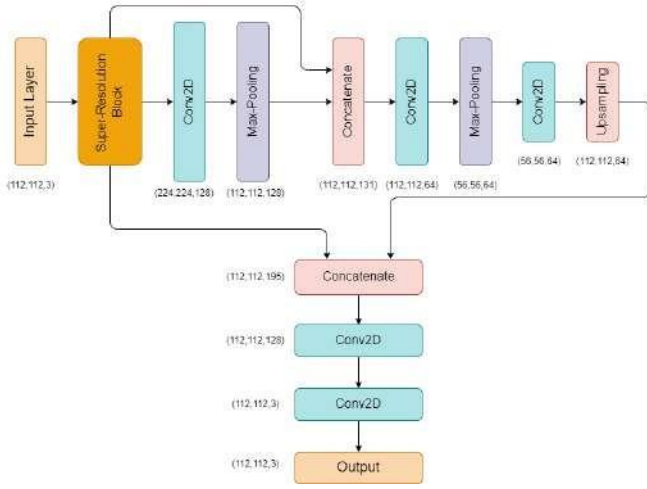 Input Layer
(112,112,3)
Super-Resolution
Block
Conv2D
(224,224,128)
Max-Pooling
(112,112,128)
Concatenate
(112,112,131)
Conv2D
(112,112,64)
Max-Pooling
(56,56,64)
Conv2D
(56,56,64)
Upsampling
(112,112,64)
(112,112,195)
Concatenate
(112,112,128)
Conv2D
(112,112,3)
Conv2D
(112,112,3)
Output